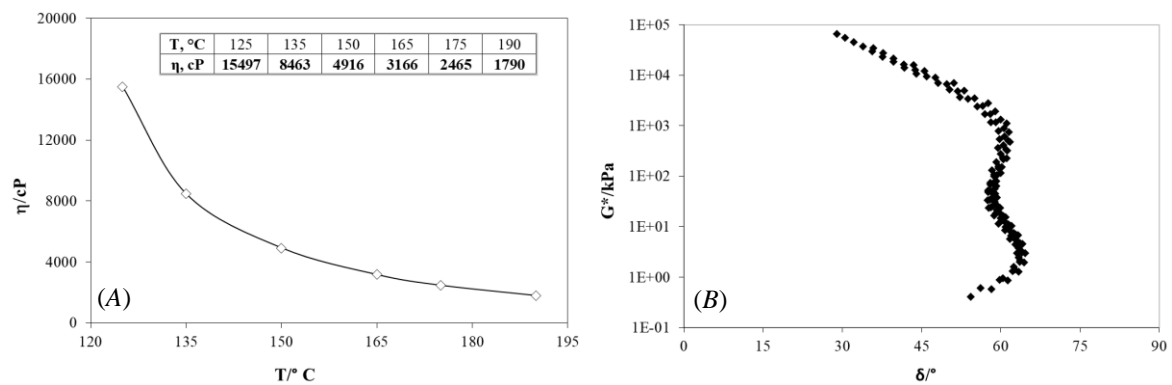 20000
16000
12000
8000
4000
0
η/cP
T, °C 125 135 150 165 175 190
η, cP 15497 8463 4916 3166 2465 1790
(A)
120 135 150 165 180 195
T/° C
1E+05
1E+04
1E+03
1E+02
1E+01
1E+00
1E-01
G*/kPa
(B)
0 15 30 45 60 75 90
δ/°